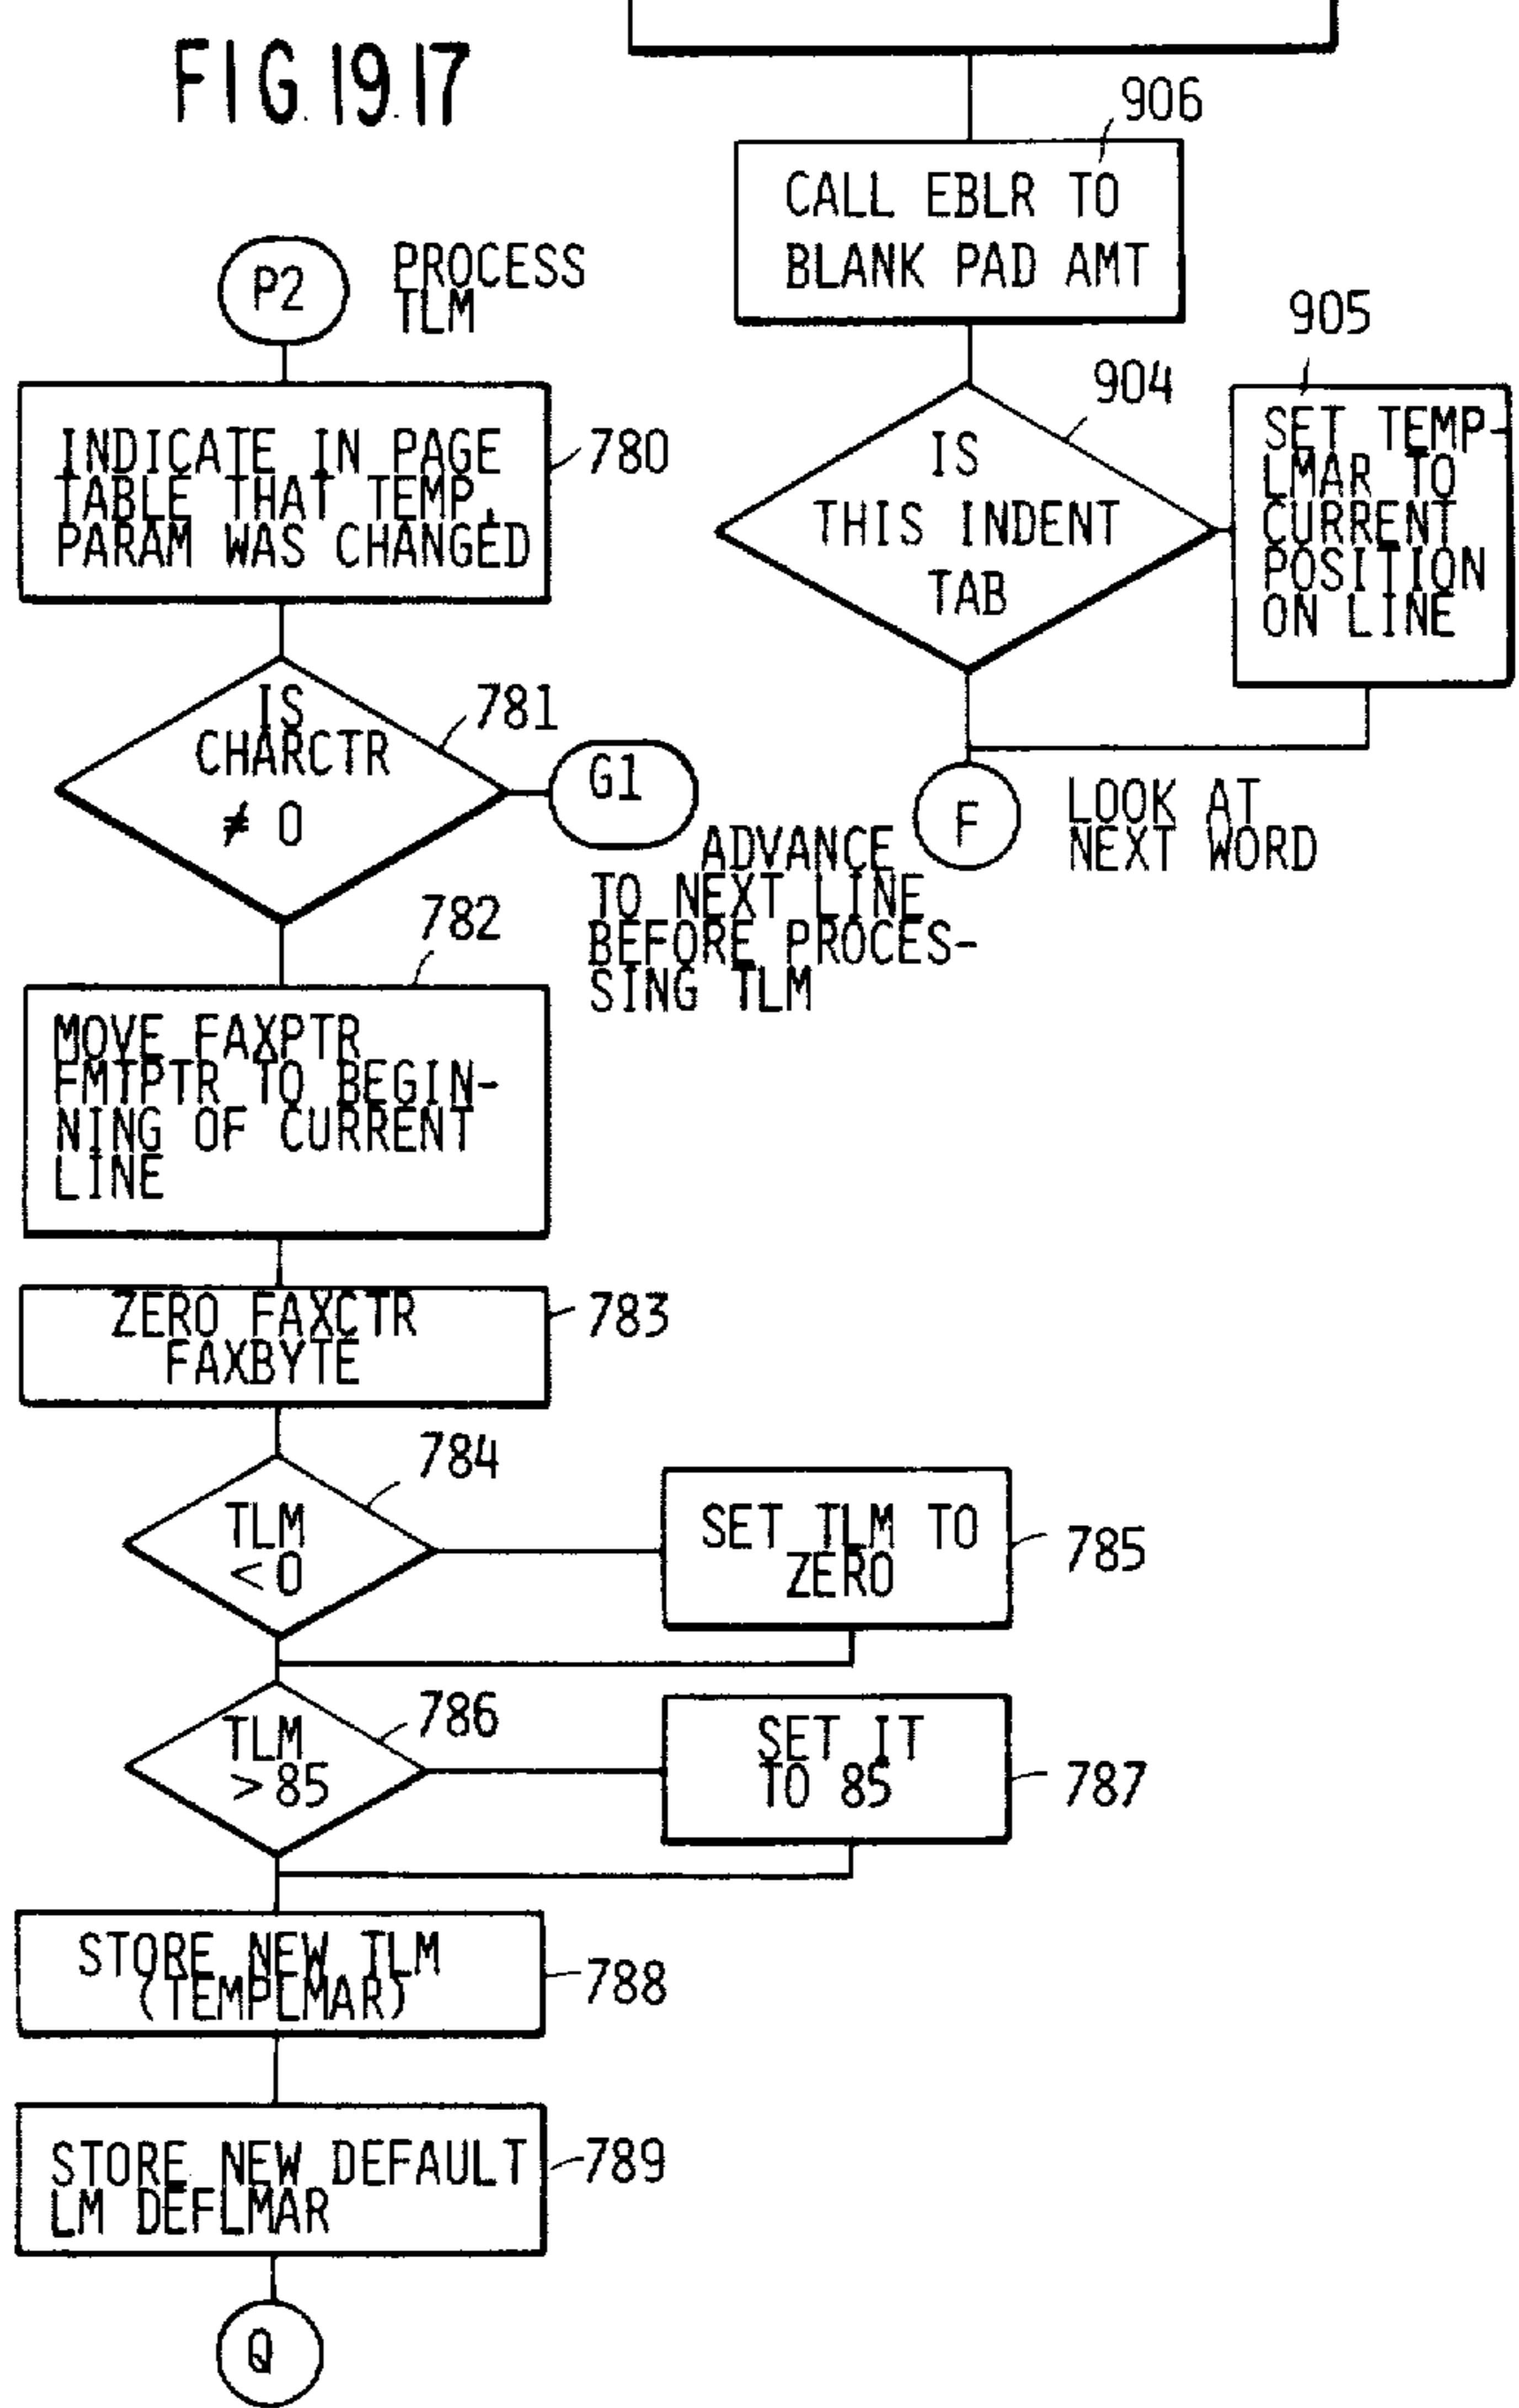 FIG.19.17
P2
PROCESS
TLM
INDICATE IN PAGE
TABLE THAT TEMP.
PARAM WAS CHANGED
780
IS
CHARCTR
≠ 0
781
G1
ADVANCE
TO NEXT LINE
BEFORE PROCES-
SING TLM
782
MOVE FAXPTR
FMTPTR TO BEGIN-
NING OF CURRENT
LINE
ZERO FAXCTR
FAXBYTE
783
784
TLM
<0
SET TLM TO
ZERO
785
786
TLM
>85
SET IT
TO 85
787
STORE NEW TLM
(TEMPLMAR)
788
STORE NEW DEFAULT
LM DEFLMAR
789
Q
906
CALL EBLR TO
BLANK PAD AMT
904
IS
THIS INDENT
TAB
905
SET TEMP-
LMAR TO
CURRENT
POSITION
ON LINE
F
LOOK AT
NEXT WORD